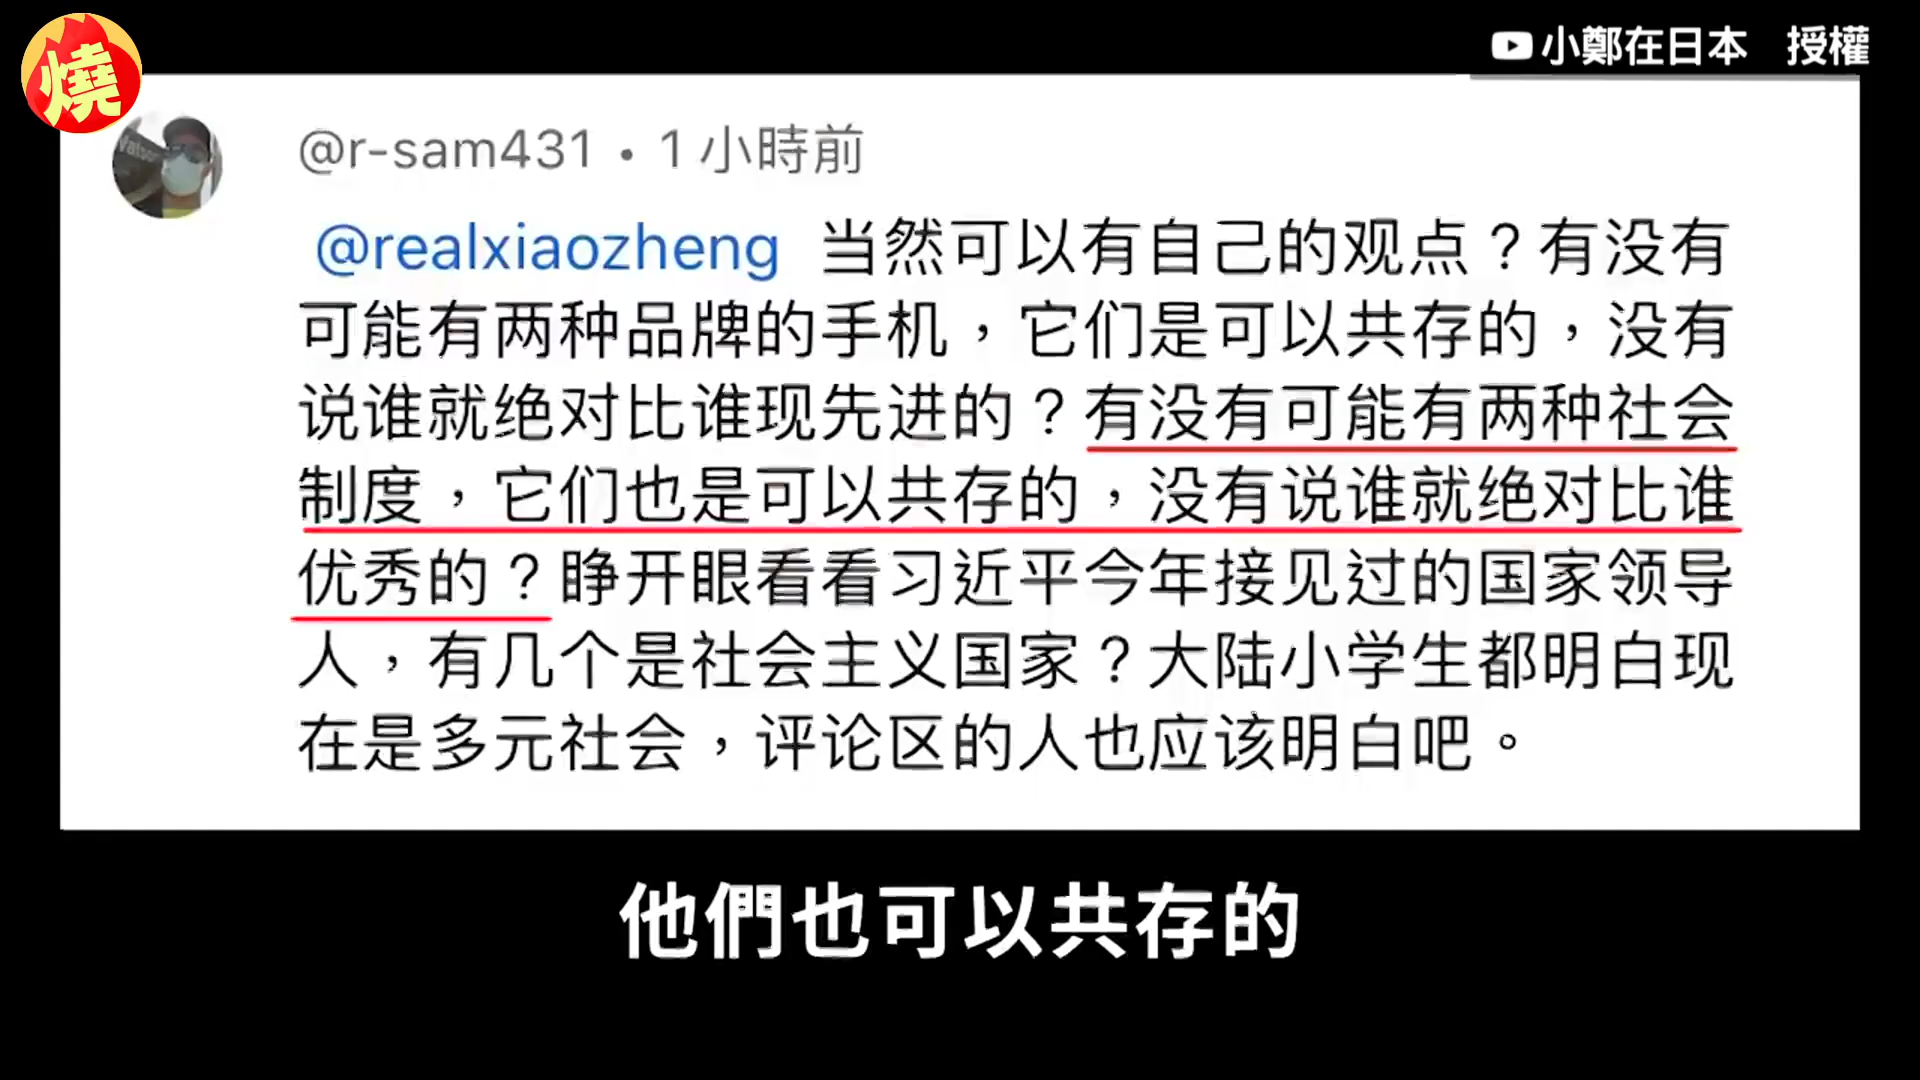 燒
小鄭在日本 授權
@r-sam431 • 1 小時前
@realxiaozheng 当然可以有自己的观点？有没有
可能有两种品牌的手机，它们是可以共存的，没有
说谁就绝对比谁现先进的？有没有可能有两种社会
制度，它们也是可以共存的，没有说谁就绝对比谁
优秀的？睁开眼看看习近平今年接见过的国家领导
人，有几个是社会主义国家？大陆小学生都明白现
在是多元社会，评论区的人也应该明白吧。
他們也可以共存的